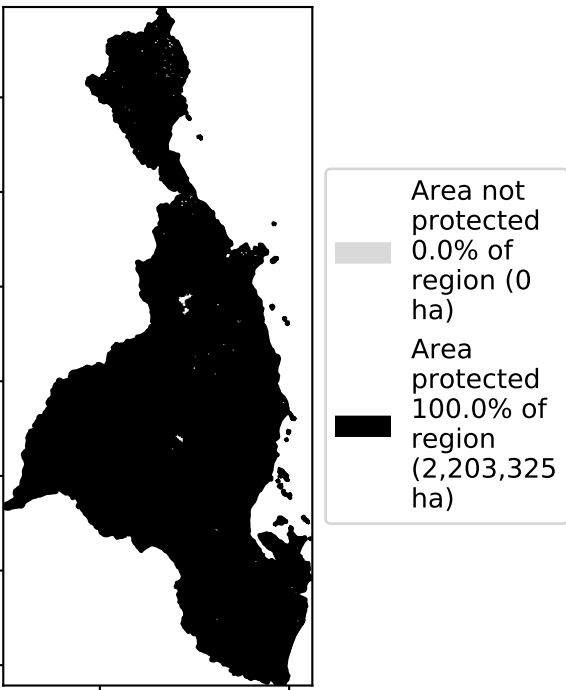 Area not
protected
0.0% of
region (0
ha)
Area
protected
100.0% of
region
(2,203,325
ha)